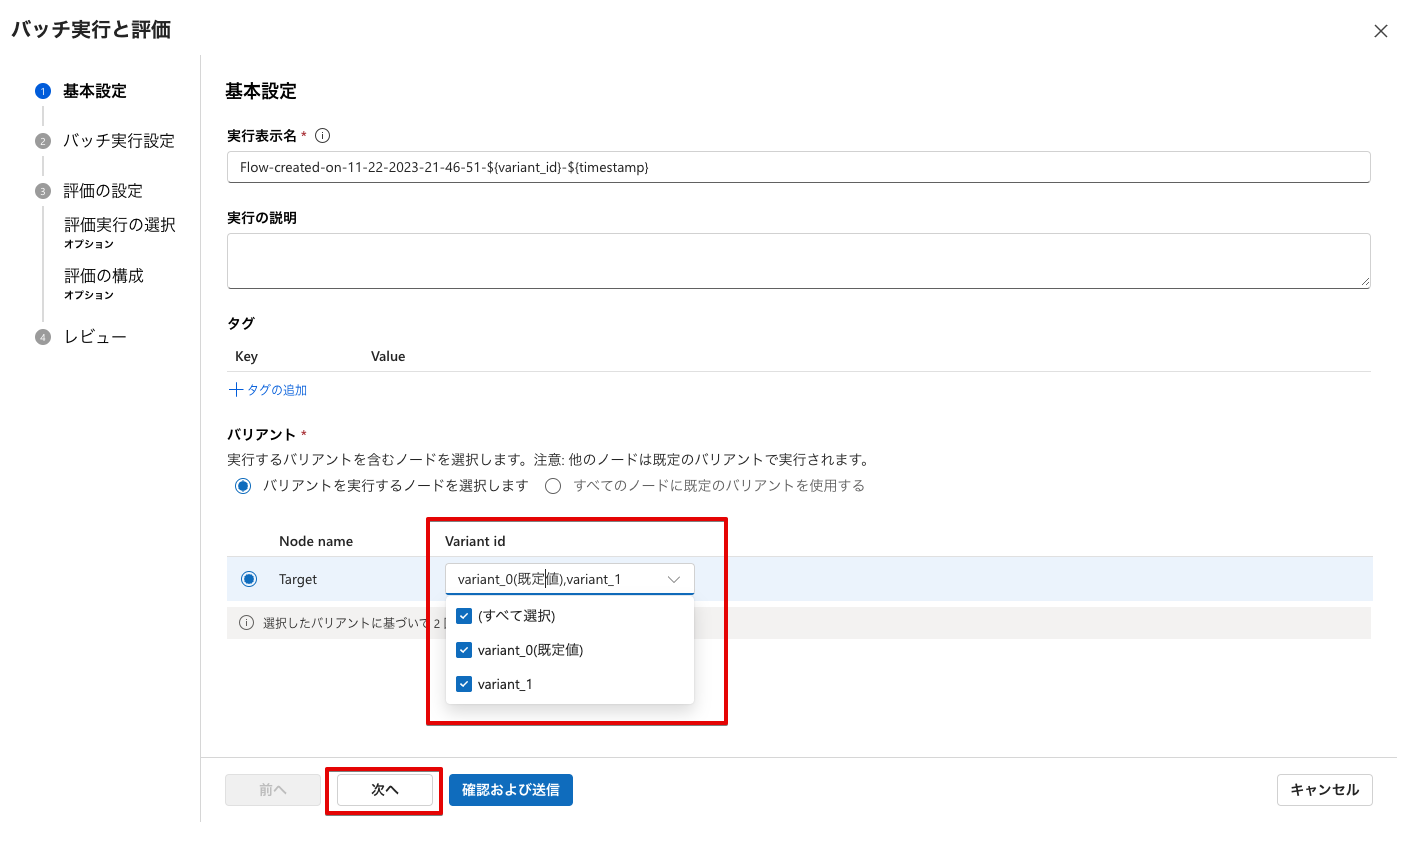 バッチ実行と評価
1 基本設定
2 バッチ実行設定
3 評価の設定
評価実行の選択
オプション
評価の構成
オプション
4 レビュー
基本設定
実行表示名 *
Flow-created-on-11-22-2023-21-46-51-${variant_id}-${timestamp}
実行の説明
タグ
Key Value
タグの追加
バリアント *
実行するバリアントを含むノードを選択します。注意: 他のノードは既定のバリアントで実行されます。
バリアントを実行するノードを選択します すべてのノードに既定のバリアントを使用する
Node name Variant id
Target variant_0(既定値),variant_1
(すべて選択)
選択したバリアントに基づいて 2
variant_0(既定値)
variant_1
前へ 次へ 確認および送信 キャンセル